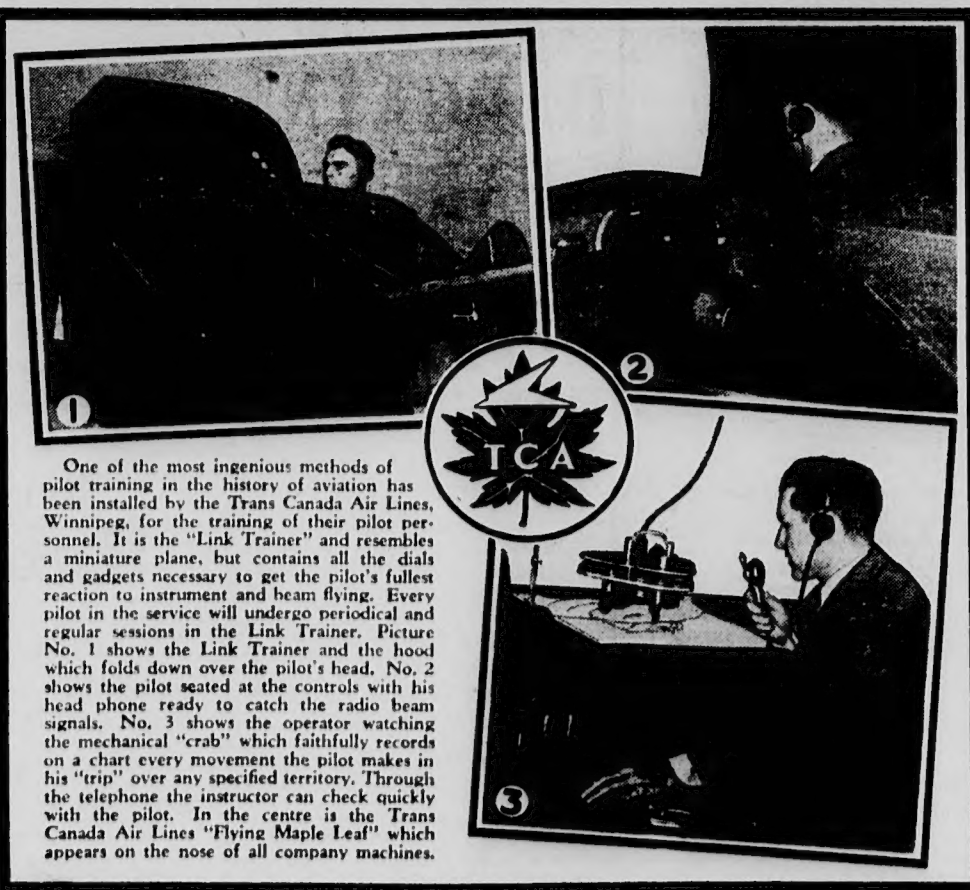 1
2
TCA
One of the most ingenious methods of
pilot training in the history of aviation has
been installed by the Trans Canada Air Lines,
Winnipeg, for the training of their pilot per-
sonnel. It is the "Link Trainer" and resembles
a miniature plane, but contains all the dials
and gadgets necessary to get the pilot's fullest
reaction to instrument and beam flying. Every
pilot in the service will undergo periodical and
regular sessions in the Link Trainer. Picture
No. 1 shows the Link Trainer and the hood
which folds down over the pilot's head. No. 2
shows the pilot seated at the controls with his
head phone ready to catch the radio beam
signals. No. 3 shows the operator watching
the mechanical "crab" which faithfully records
on a chart every movement the pilot makes in
his "trip" over any specified territory. Through
the telephone the instructor can check quickly
with the pilot. In the centre is the Trans
Canada Air Lines "Flying Maple Leaf" which
appears on the nose of all company machines.
3